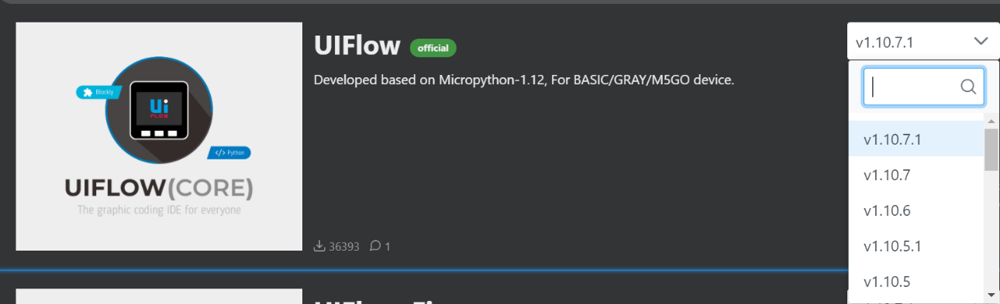 UIFlow official
v1.10.7.1
Developed based on Micropython-1.12, For BASIC/GRAY/M5GO device.
Blockly
Ui
FLOW
</> Python
UIFLOW(CORE)
The graphic coding IDE for everyone
36393 1
v1.10.7.1
v1.10.7
v1.10.6
v1.10.5.1
v1.10.5